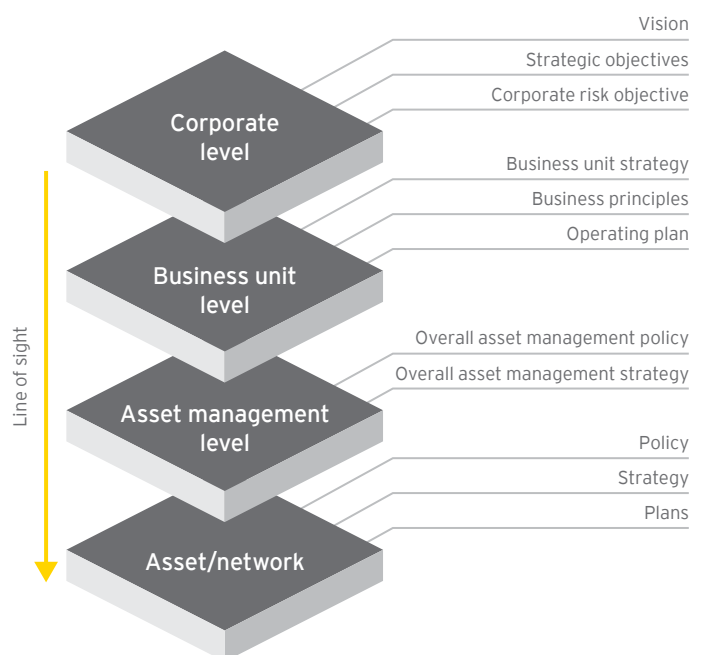 Vision
Strategic objectives
Corporate risk objective
Corporate
level
Business unit strategy
Business principles
Operating plan
Business unit
level
Line of sight
Overall asset management policy
Overall asset management strategy
Asset management
level
Policy
Strategy
Plans
Asset/network